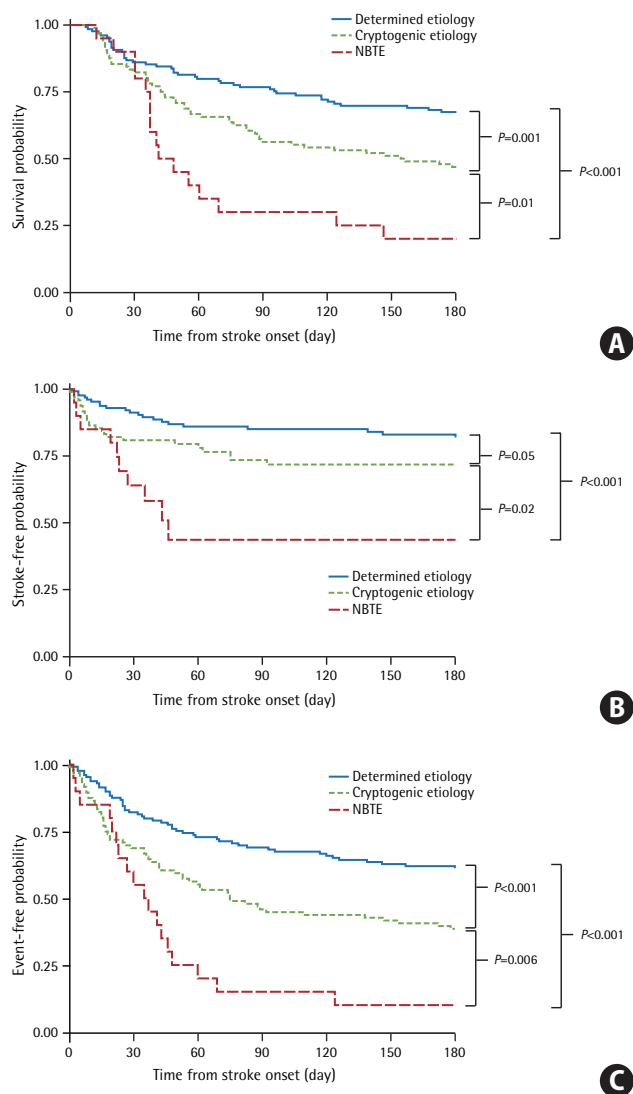 1.00
0.75
0.50
0.25
0.00
Survival probability
Determined etiology
Cryptogenic etiology
NBTE
P=0.001
P=0.01
P<0.001
0 30 60 90 120 150 180
Time from stroke onset (day)
A
1.00
0.75
0.50
0.25
0.00
Stroke-free probability
P=0.05
P=0.02
P<0.001
Determined etiology
Cryptogenic etiology
NBTE
0 30 60 90 120 150 180
Time from stroke onset (day)
B
1.00
0.75
0.50
0.25
0.00
Event-free probability
Determined etiology
Cryptogenic etiology
NBTE
P<0.001
P=0.006
P<0.001
0 30 60 90 120 150 180
Time from stroke onset (day)
C